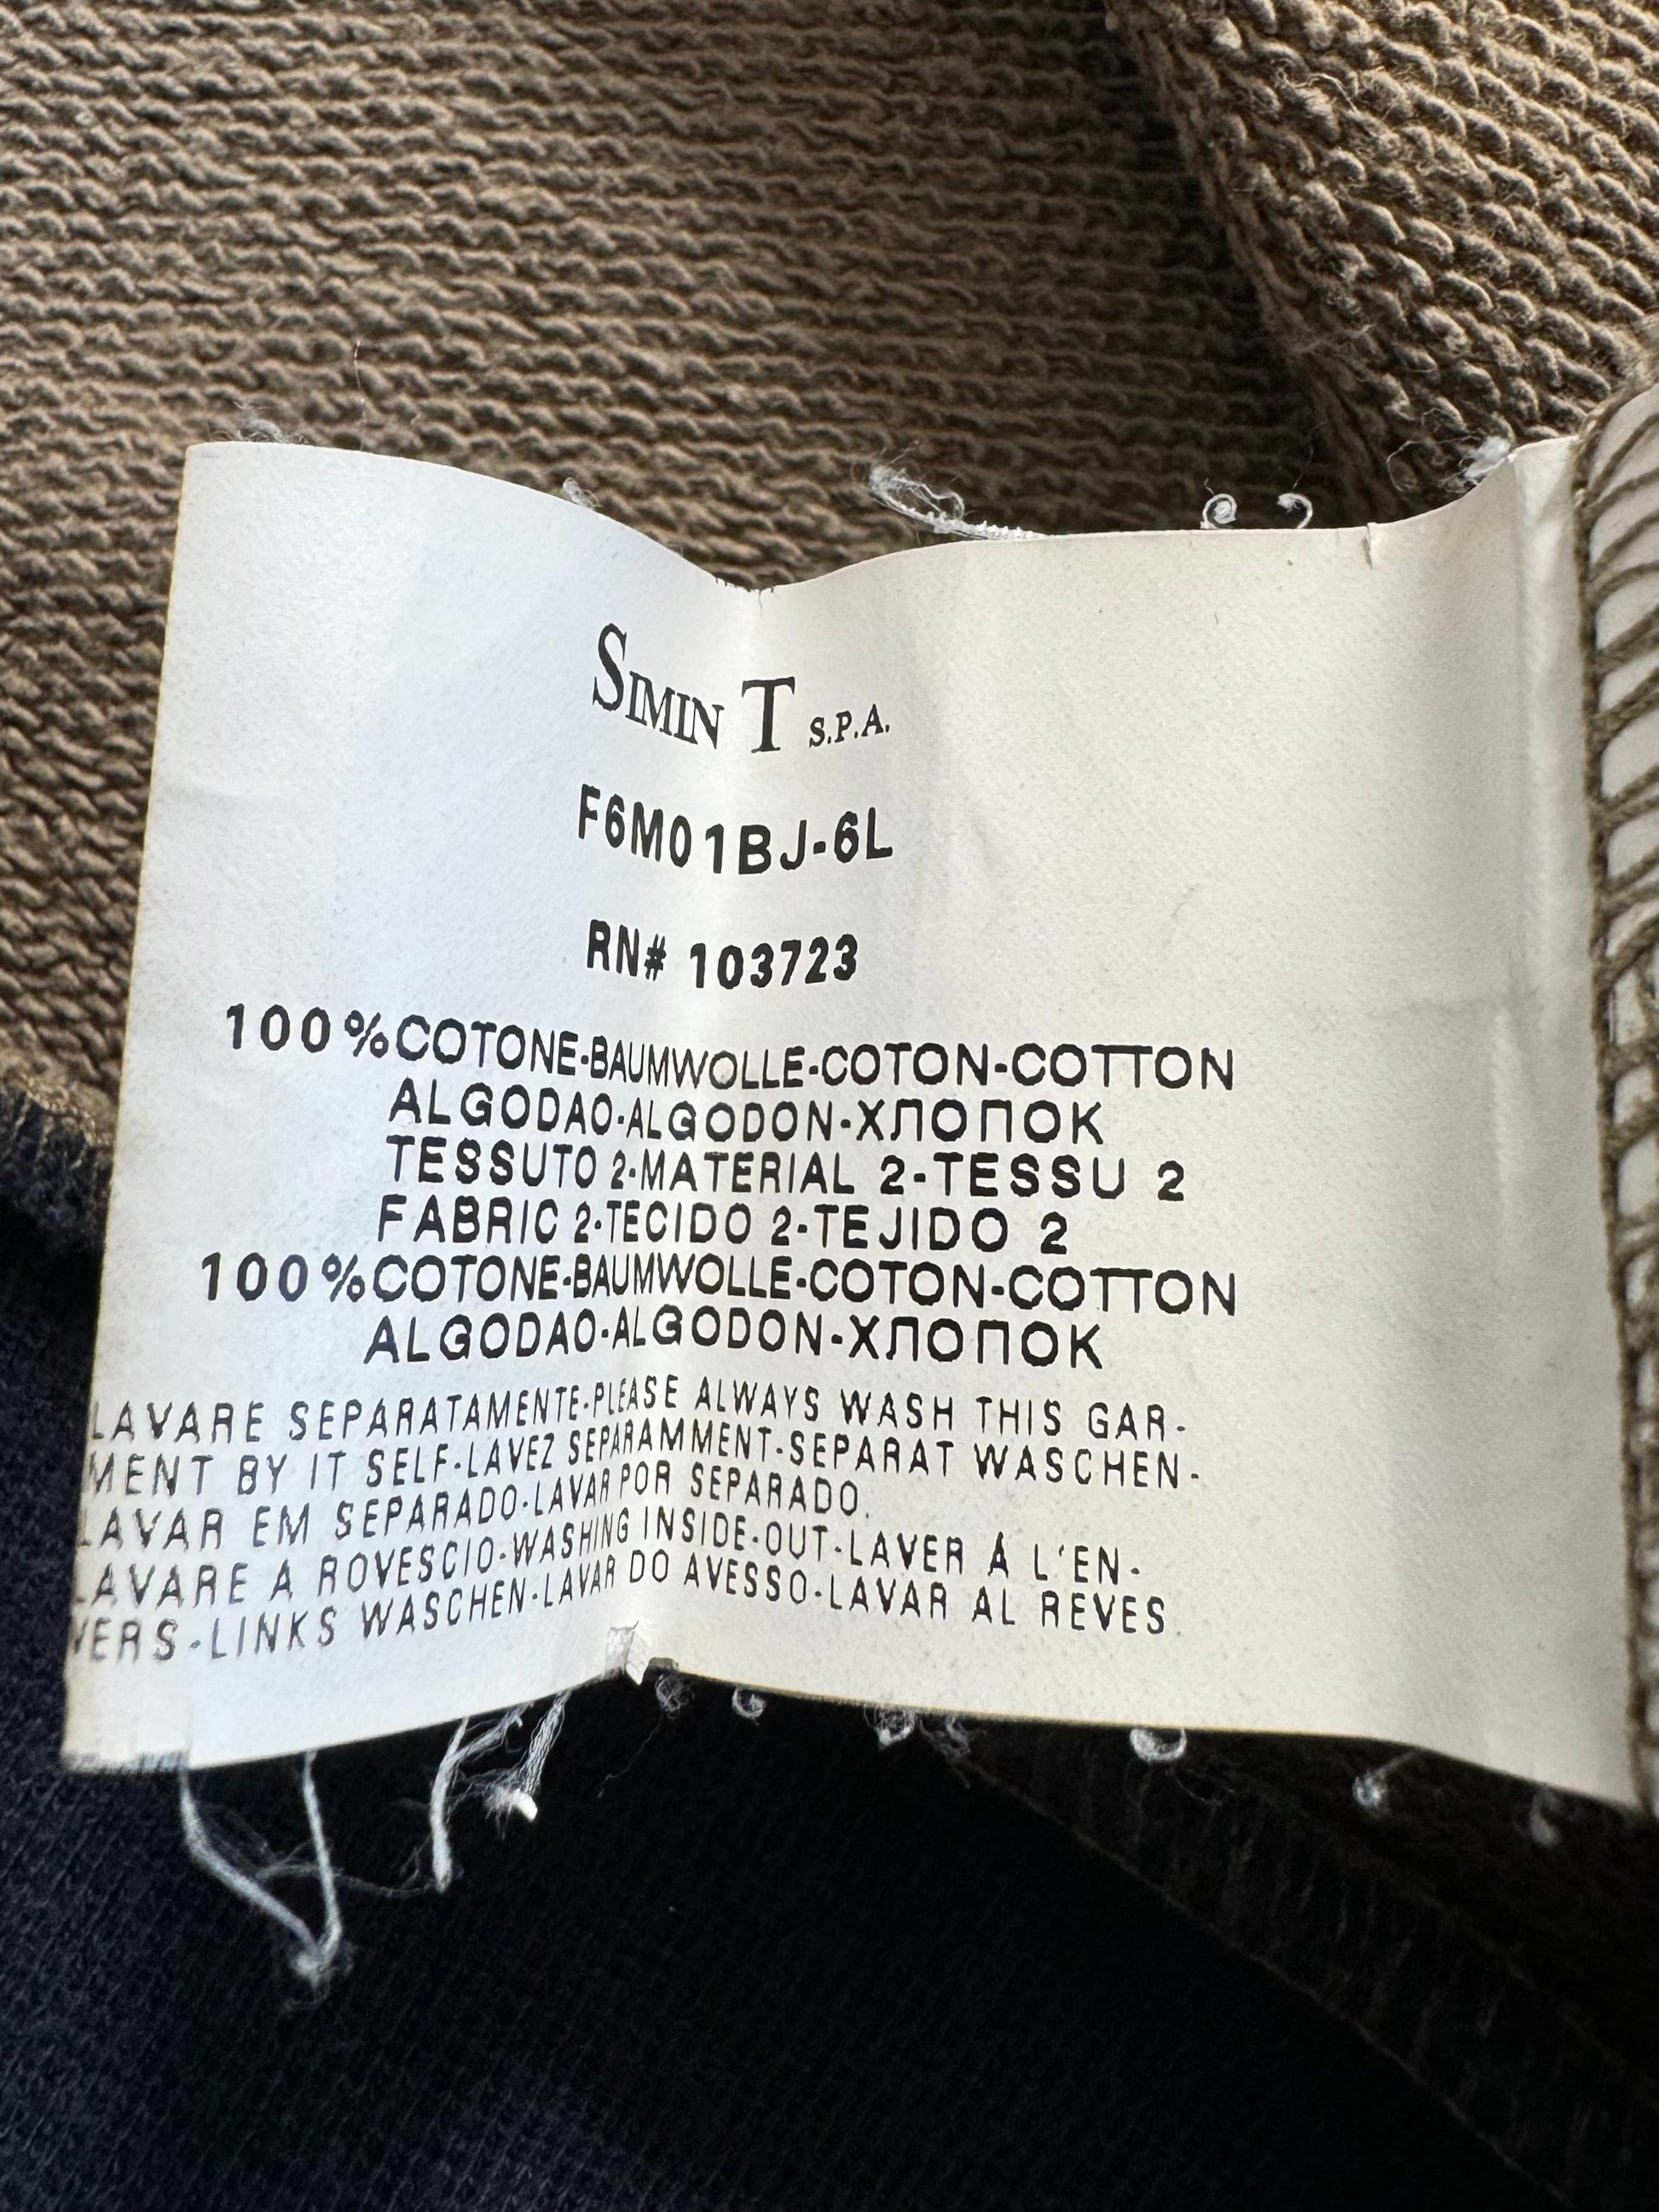 SIMIN T S.P.A.
F6M01BJ-6L
RN# 103723
100%COTONE-BAUMWOLLE-COTON-COTTON
ALGODAO-ALGODON-ХЛОПОК
TESSUTO 2-MATERIAL 2-TESSU 2
FABRIC 2-TECIDO 2-TEJIDO 2
100%COTONE-BAUMWOLLE-COTON-COTTON
ALGODAO-ALGODON-ХЛОПОК
LAVARE SEPARATAMENTE-PLEASE ALWAYS WASH THIS GAR-
MENT BY IT SELF-LAVEZ SEPARAMMENT-SEPARAT WASCHEN-
LAVAR EM SEPARADO-LAVAR POR SEPARADO.
LAVARE A ROVESCIO-WASHING INSIDE-OUT-LAVER Á L'EN-
VERS-LINKS WASCHEN-LAVAR DO AVESSO-LAVAR AL REVES